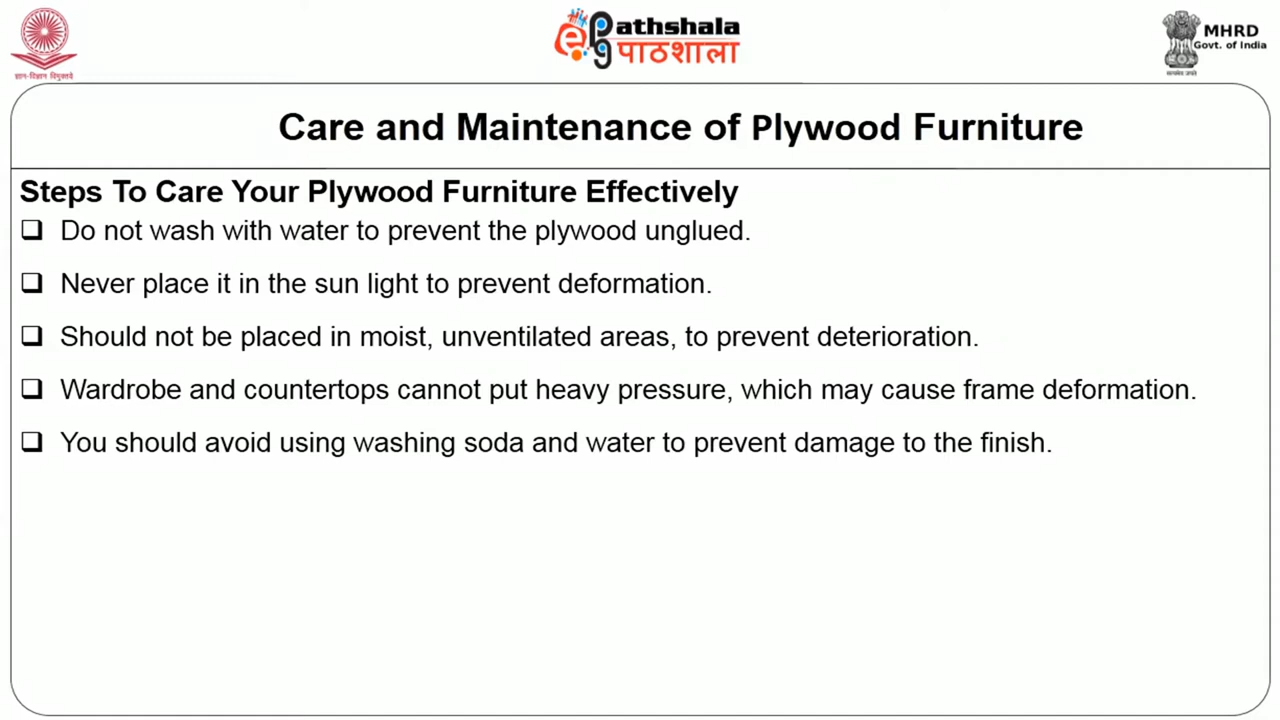 ज्ञान-विज्ञान विमुक्तये
ePathshala
पाठशाला
सत्यमेव जयते
MHRD
Govt. of India
Care and Maintenance of Plywood Furniture
Steps To Care Your Plywood Furniture Effectively
❑ Do not wash with water to prevent the plywood unglued.
❑ Never place it in the sun light to prevent deformation.
❑ Should not be placed in moist, unventilated areas, to prevent deterioration.
❑ Wardrobe and countertops cannot put heavy pressure, which may cause frame deformation.
❑ You should avoid using washing soda and water to prevent damage to the finish.